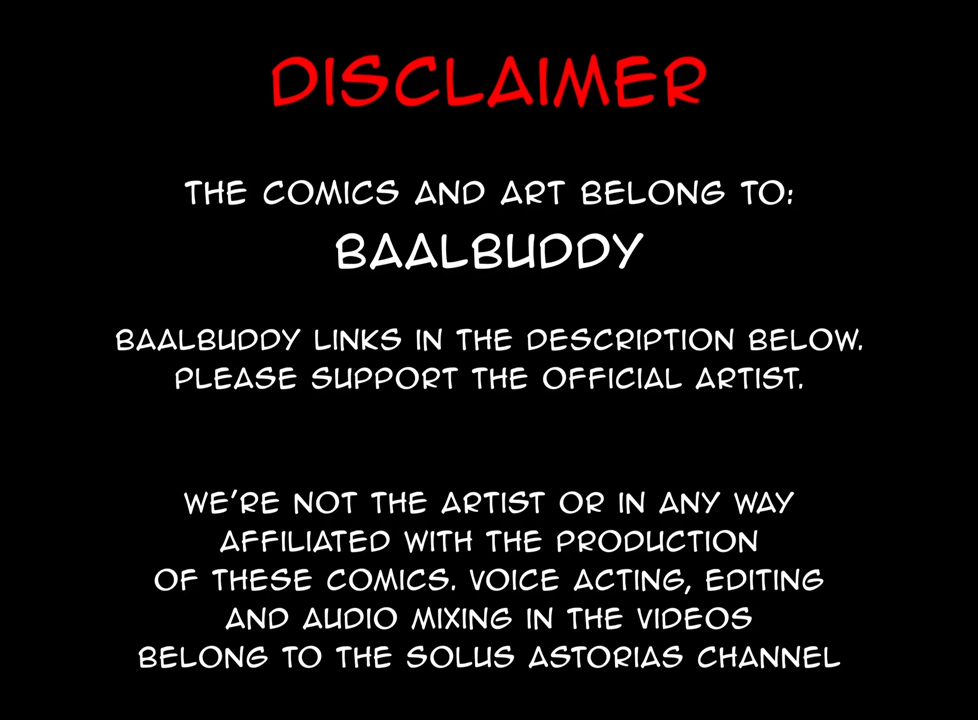 DISCLAIMER
THE COMICS AND ART BELONG TO:
BAALBUDDY
BAALBUDDY LINKS IN THE DESCRIPTION BELOW.
PLEASE SUPPORT THE OFFICIAL ARTIST.
WE'RE NOT THE ARTIST OR IN ANY WAY
AFFILIATED WITH THE PRODUCTION
OF THESE COMICS. VOICE ACTING, EDITING
AND AUDIO MIXING IN THE VIDEOS
BELONG TO THE SOLUS ASTORIAS CHANNEL